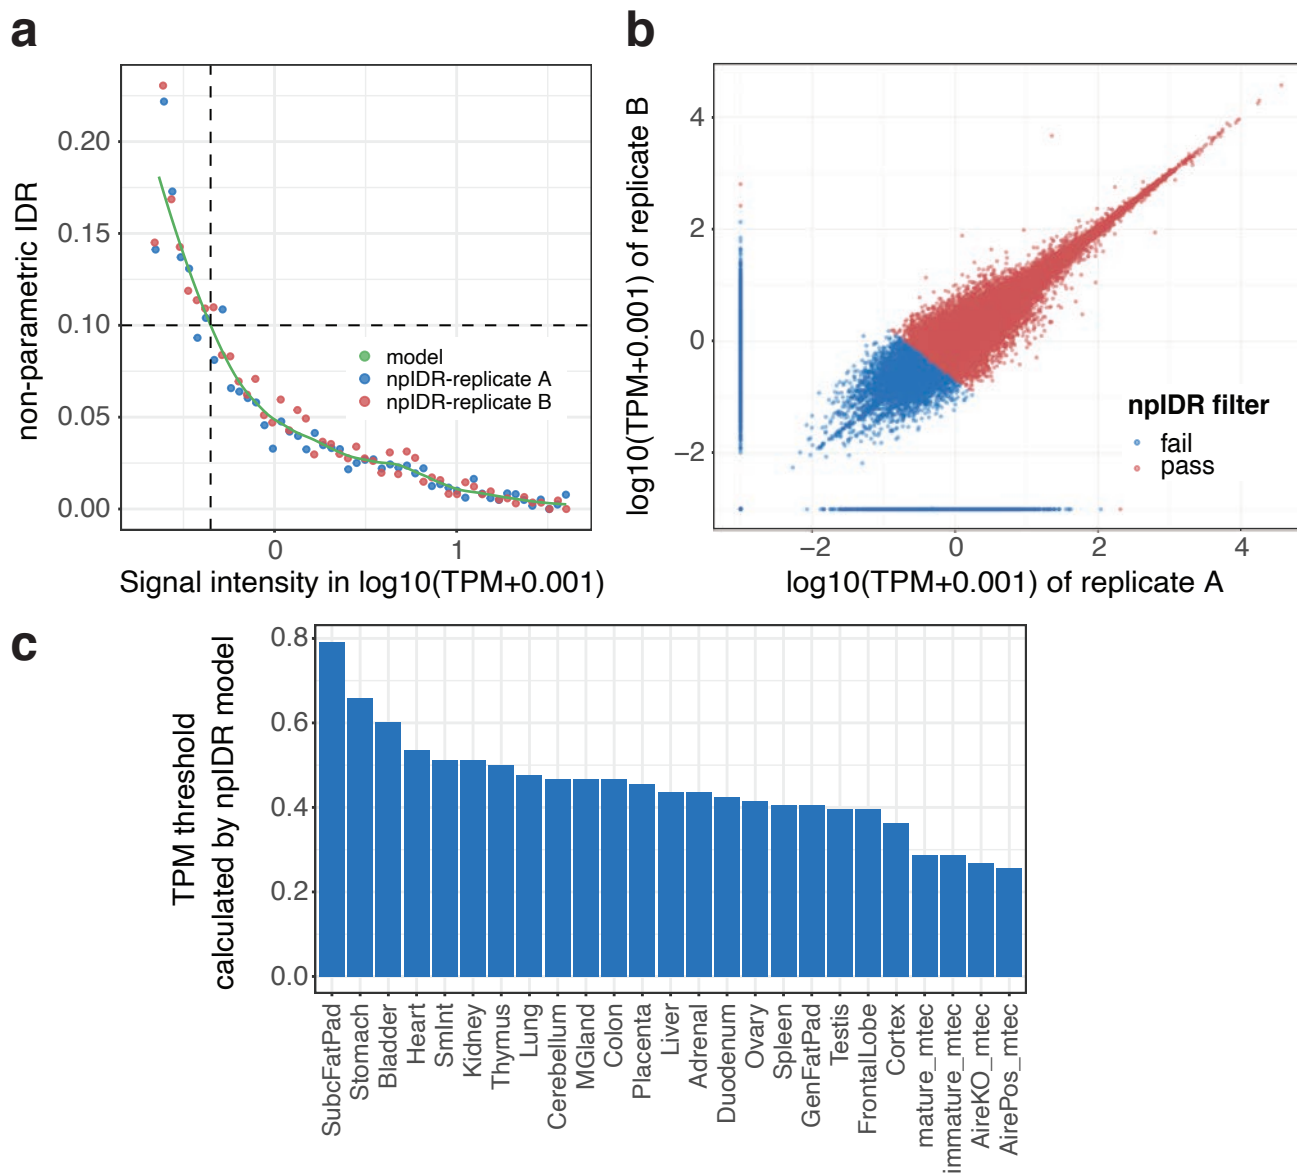 a
non-parametric IDR
0.20
0.15
0.10
0.05
0.00
model
npIDR-replicate A
npIDR-replicate B
0
1
Signal intensity in log10(TPM+0.001)
b
log10(TPM+0.001) of replicate B
4
2
0
−2
npIDR filter
fail
pass
−2
0
2
4
log10(TPM+0.001) of replicate A
c
TPM threshold
calculated by npIDR model
0.8
0.6
0.4
0.2
0.0
SubcFatPad
Stomach
Bladder
Heart
SmInt
Kidney
Thymus
Lung
Cerebellum
MGland
Colon
Placenta
Liver
Adrenal
Duodenum
Ovary
Spleen
GenFatPad
Testis
FrontalLobe
Cortex
mature_mtec
immature_mtec
AireKO_mtec
AirePos_mtec